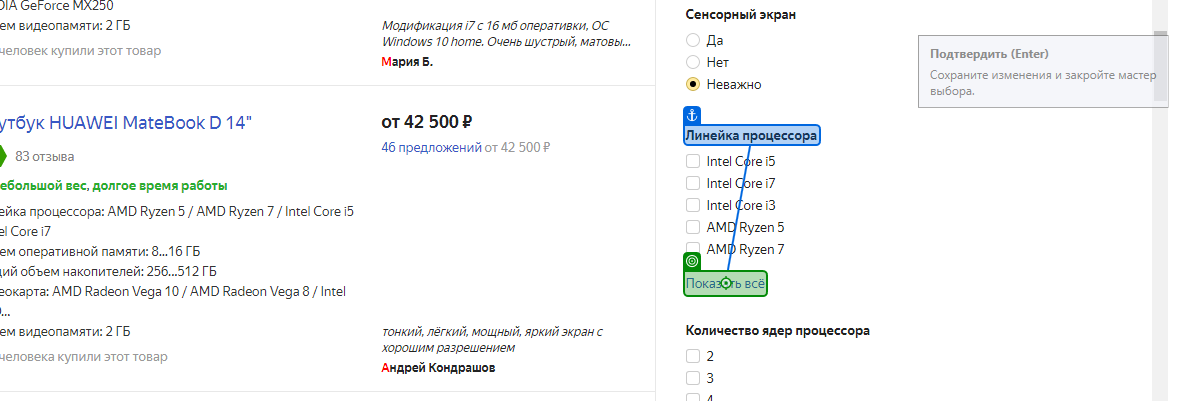 DIA GeForce MX250
ем видеопамяти: 2 ГБ
человек купили этот товар
Модификация i7 с 16 мб оперативки, ОС
Windows 10 home. Очень шустрый, матовы...
Мария Б.
утбук HUAWEI MateBook D 14"
83 отзыва
ебольшой вес, долгое время работы
ейка процессора: AMD Ryzen 5 / AMD Ryzen 7 / Intel Core i5
el Core i7
ем оперативной памяти: 8...16 ГБ
ий объем накопителей: 256...512 ГБ
еокарта: AMD Radeon Vega 10 / AMD Radeon Vega 8 / Intel
ем видеопамяти: 2 ГБ
человека купили этот товар
от 42 500 ₽
46 предложений от 42 500 ₽
тонкий, лёгкий, мощный, яркий экран с
хорошим разрешением
Андрей Кондрашов
Сенсорный экран
Да
Нет
Неважно
Линейка процессора
Intel Core i5
Intel Core i7
Intel Core i3
AMD Ryzen 5
AMD Ryzen 7
Показать всё
Количество ядер процессора
2
3
4
Подтвердить (Enter)
Сохраните изменения и закройте мастер
выбора.